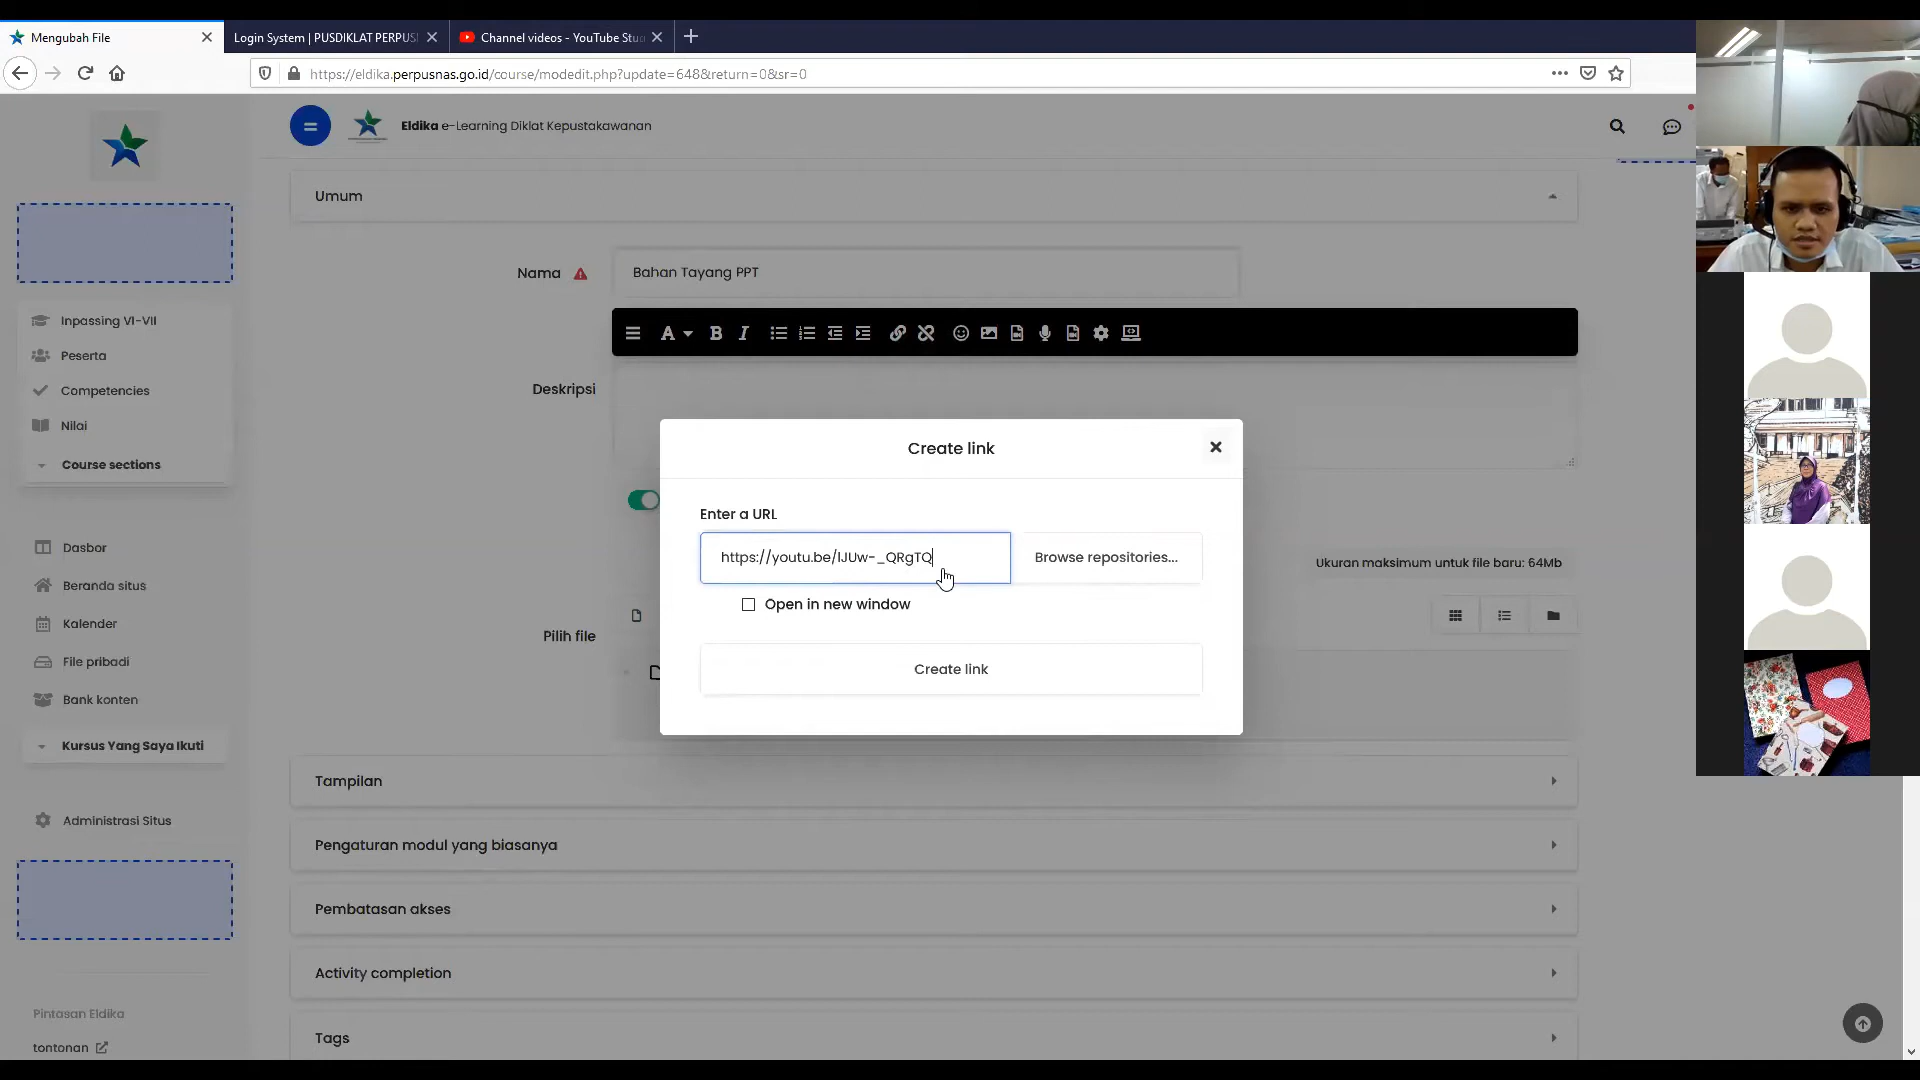 Mengubah File
Login System | PUSDIKLAT PERPUS
Channel videos - YouTube Stu
https://eldika.perpusnas.go.id/course/modedit.php?update=648&return=0&sr=0
Eldika e-Learning Diklat Kepustakawanan
Umum
Inpassing VI-VII
Peserta
Competencies
Nilai
Course sections
Dasbor
Beranda situs
Kalender
File pribadi
Bank konten
Kursus Yang Saya Ikuti
Administrasi Situs
Pintasan Eldika
tontonan
Nama
Bahan Tayang PPT
Deskripsi
Create link
Enter a URL
https://youtu.be/IJUw-_QRgTQ
Browse repositories...
Open in new window
Create link
Ukuran maksimum untuk file baru: 64Mb
Pilih file
Tampilan
Pengaturan modul yang biasanya
Pembatasan akses
Activity completion
Tags